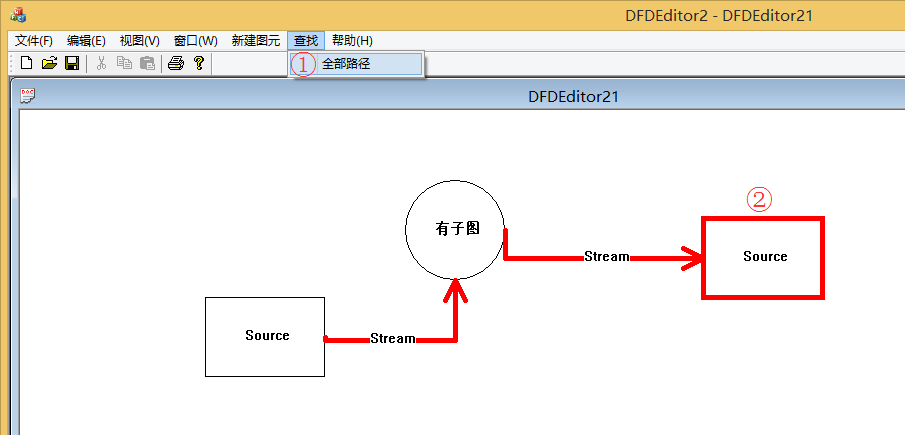 DFDEditor2 - DFDEditor21
文件(F) 编辑(E) 视图(V) 窗口(W) 新建图元 查找 帮助(H)
① 全部路径
DFDEditor21
②
有子图
Stream
Source
Source
Stream